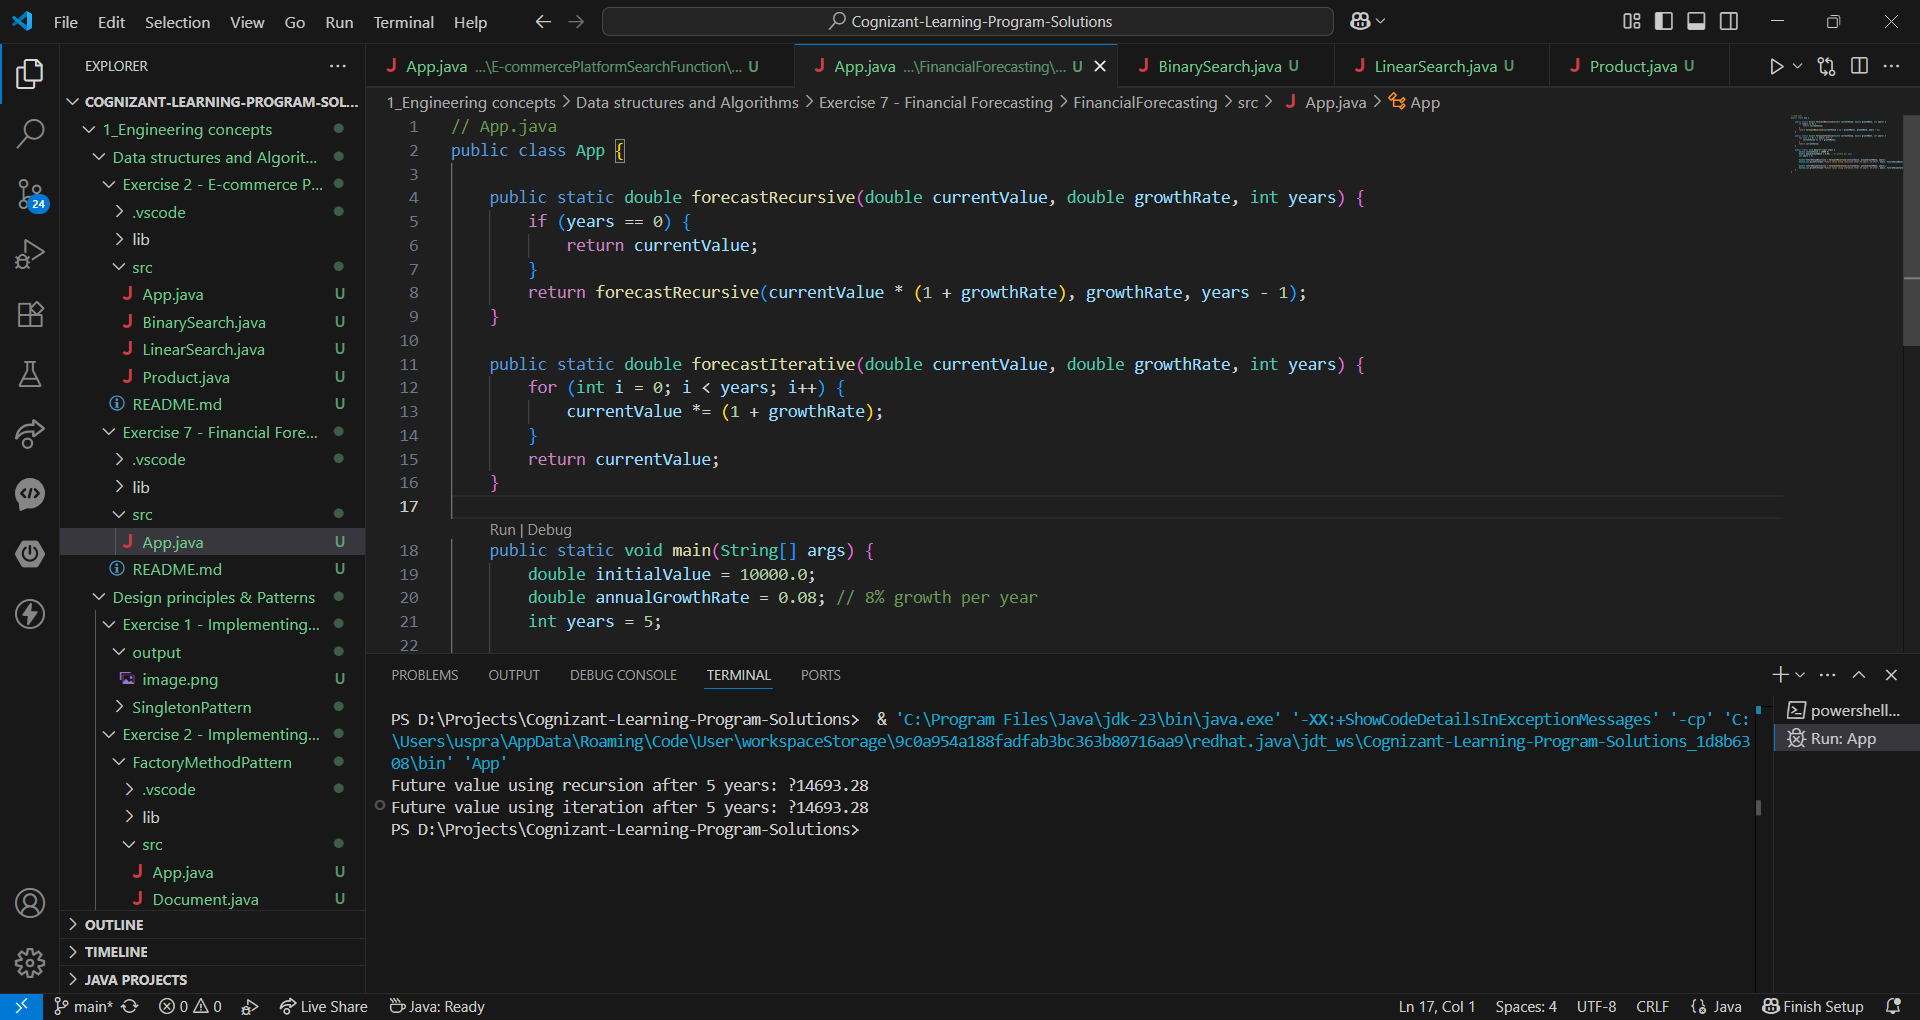 File Edit Selection View Go Run Terminal Help
Cognizant-Learning-Program-Solutions
EXPLORER
COGNIZANT-LEARNING-PROGRAM-SOL...
1_Engineering concepts
Data structures and Algorit...
Exercise 2 - E-commerce P...
.vscode
lib
src
App.java U
BinarySearch.java U
LinearSearch.java U
Product.java U
README.md U
Exercise 7 - Financial Fore...
.vscode
lib
src
App.java U
README.md U
Design principles & Patterns
Exercise 1 - Implementing...
output
image.png U
SingletonPattern
Exercise 2 - Implementing...
FactoryMethodPattern
.vscode
lib
src
App.java U
Document.java U
OUTLINE
TIMELINE
JAVA PROJECTS
24
App.java ...\E-commercePlatformSearchFunction\... U
App.java ...\FinancialForecasting\... U
BinarySearch.java U
LinearSearch.java U
Product.java U
1_Engineering concepts > Data structures and Algorithms > Exercise 7 - Financial Forecasting > FinancialForecasting > src > App.java > App
1 // App.java
2 public class App {
3
4 public static double forecastRecursive(double currentValue, double growthRate, int years) {
5 if (years == 0) {
6 return currentValue;
7 }
8 return forecastRecursive(currentValue * (1 + growthRate), growthRate, years - 1);
9 }
10
11 public static double forecastIterative(double currentValue, double growthRate, int years) {
12 for (int i = 0; i < years; i++) {
13 currentValue *= (1 + growthRate);
14 }
15 return currentValue;
16 }
17
Run | Debug
18 public static void main(String[] args) {
19 double initialValue = 10000.0;
20 double annualGrowthRate = 0.08; // 8% growth per year
21 int years = 5;
22
PROBLEMS OUTPUT DEBUG CONSOLE TERMINAL PORTS
PS D:\Projects\Cognizant-Learning-Program-Solutions>  & 'C:\Program Files\Java\jdk-23\bin\java.exe' '-XX:+ShowCodeDetailsInExceptionMessages' '-cp' 'C:
\Users\uspra\AppData\Roaming\Code\User\workspaceStorage\9c0a954a188fadfab3bc363b80716aa9\redhat.java\jdt_ws\Cognizant-Learning-Program-Solutions_1d8b63
08\bin' 'App'
Future value using recursion after 5 years: ?14693.28
Future value using iteration after 5 years: ?14693.28
PS D:\Projects\Cognizant-Learning-Program-Solutions>
powershell...
Run: App
main* 0 0 Live Share Java: Ready
Ln 17, Col 1 Spaces: 4 UTF-8 CRLF Java Finish Setup